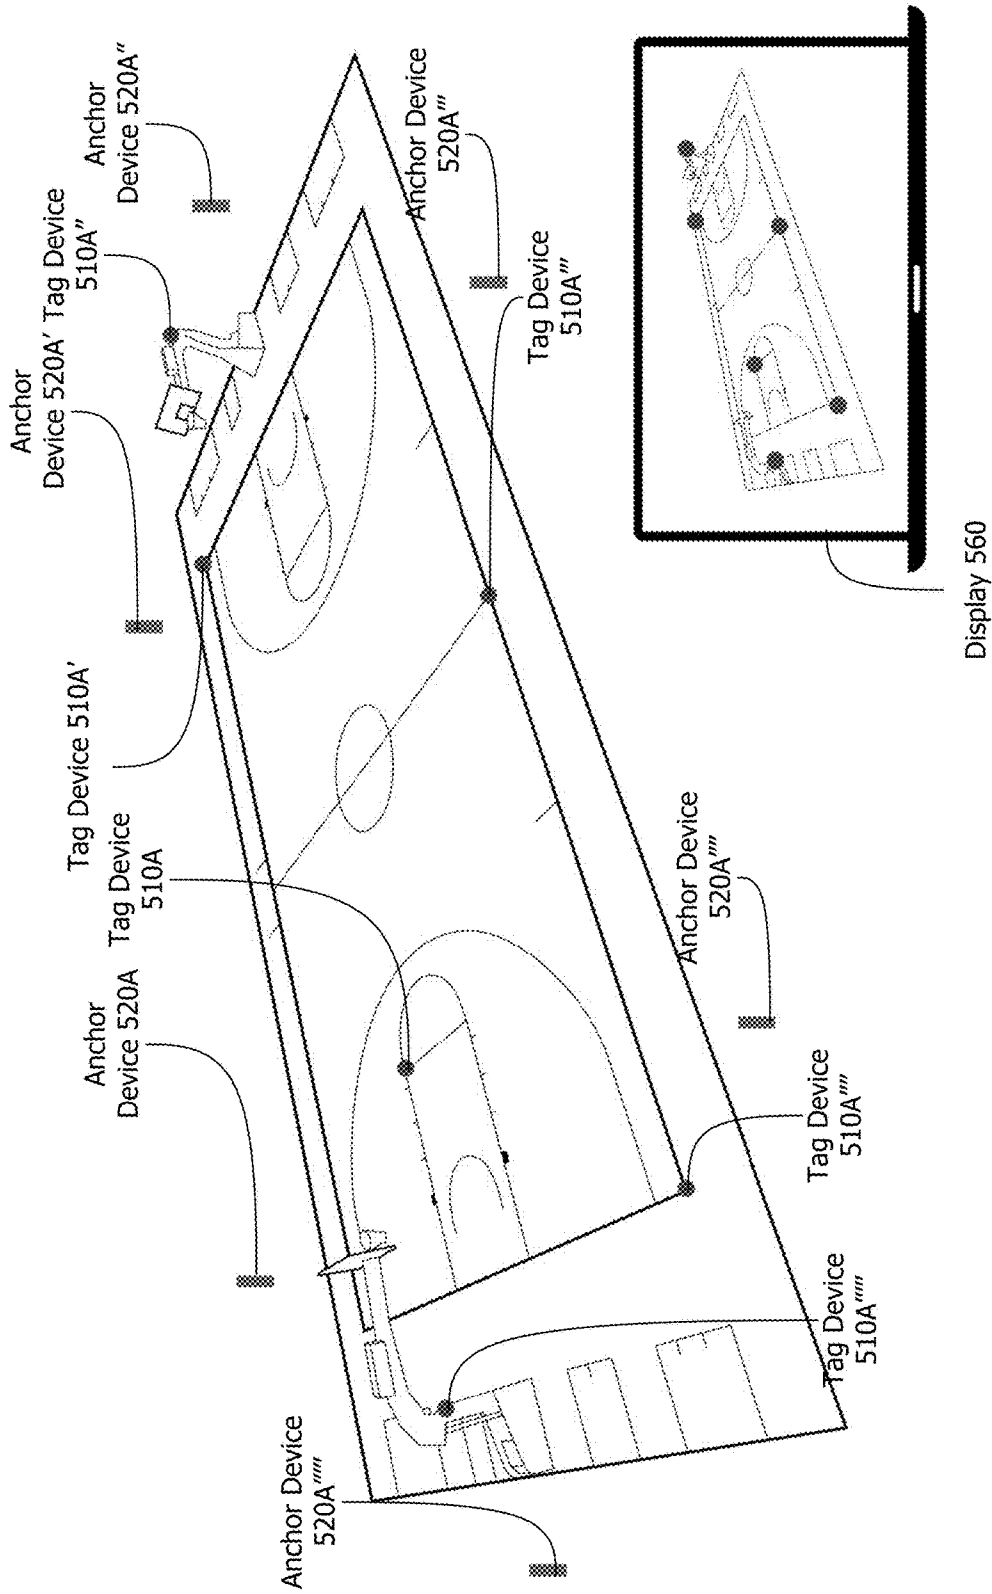 Anchor
Device 520A′
Tag Device
510A″
Anchor
Device 520A
Tag Device
510A
Tag Device 510A′
Anchor
Device 520A″
Anchor Device
520A′′′′′
Anchor Device
520A‴
Tag Device
510A‴
Anchor Device
520A⁗
Tag Device
510A′′′′′
Tag Device
510A⁗
Display 560